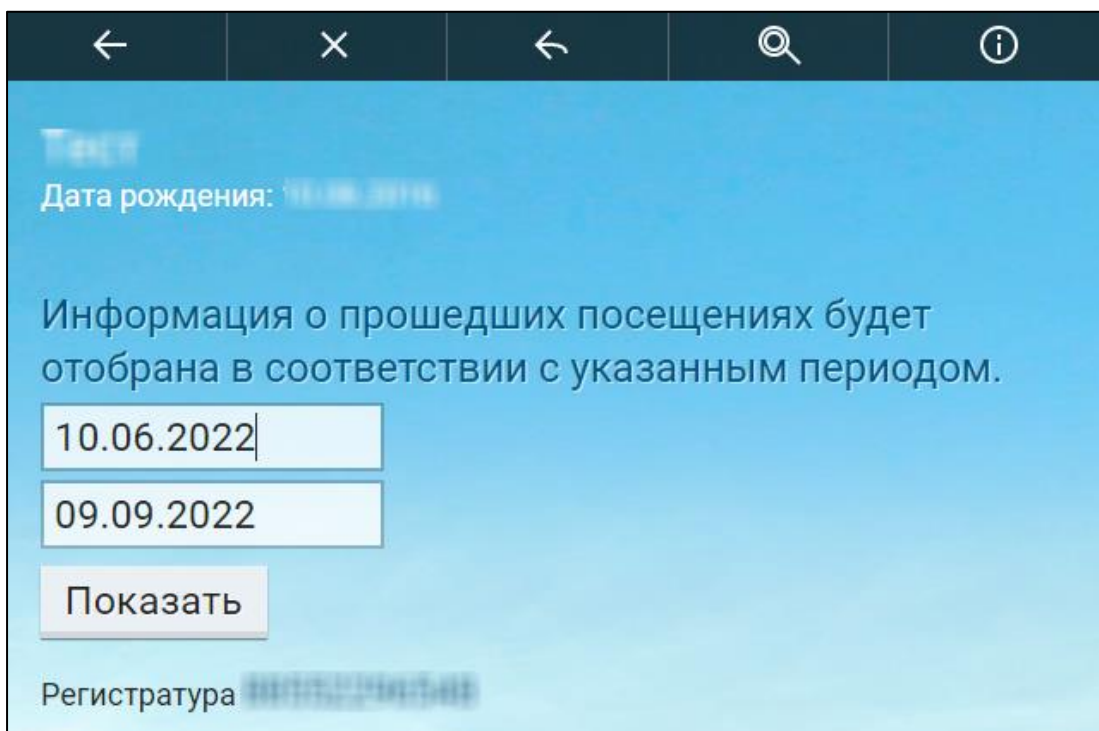 Дата рождения:
Информация о прошедших посещениях будет
отобрана в соответствии с указанным периодом.
10.06.2022
09.09.2022
Показать
Регистратура